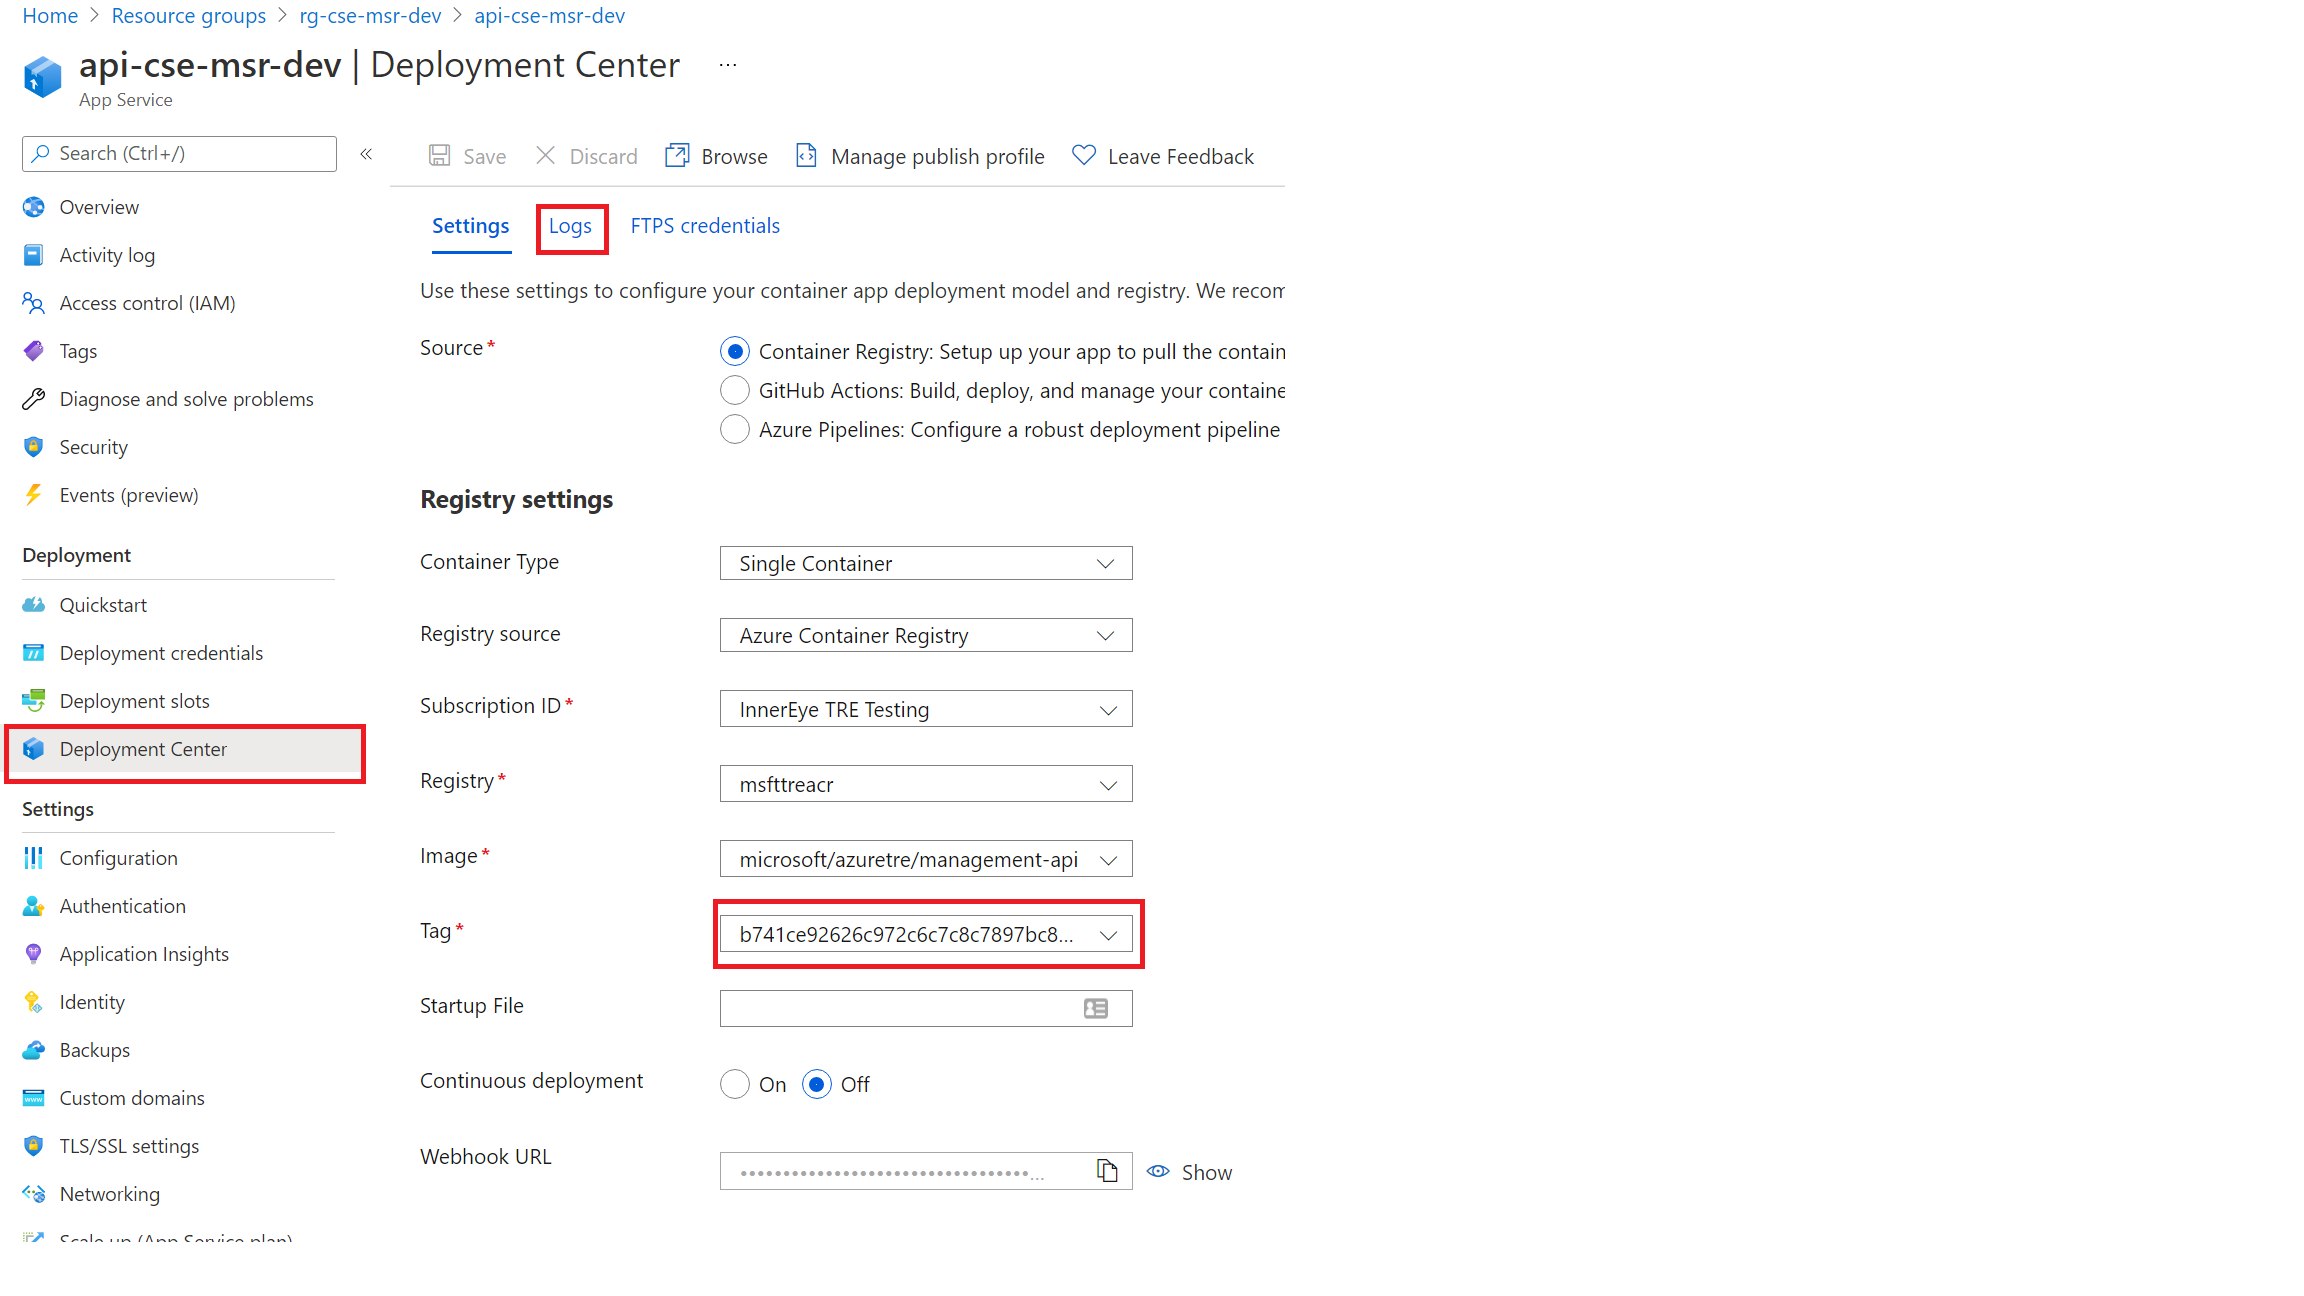 Home > Resource groups > rg-cse-msr-dev > api-cse-msr-dev
api-cse-msr-dev | Deployment Center ...
App Service
Search (Ctrl+/) «
Overview
Activity log
Access control (IAM)
Tags
Diagnose and solve problems
Security
Events (preview)
Deployment
Quickstart
Deployment credentials
Deployment slots
Deployment Center
Settings
Configuration
Authentication
Application Insights
Identity
Backups
Custom domains
TLS/SSL settings
Networking
Scale up (App Service plan)
Save Discard Browse Manage publish profile Leave Feedback
Settings Logs FTPS credentials
Use these settings to configure your container app deployment model and registry. We recom
Source* Container Registry: Setup up your app to pull the contain
GitHub Actions: Build, deploy, and manage your containe
Azure Pipelines: Configure a robust deployment pipeline
Registry settings
Container Type Single Container
Registry source Azure Container Registry
Subscription ID* InnerEye TRE Testing
Registry* msfttreacr
Image* microsoft/azuretre/management-api
Tag* b741ce92626c972c6c7c8c7897bc8...
Startup File
Continuous deployment On Off
Webhook URL ••••••••••••••••••••••••••••••••••... Show